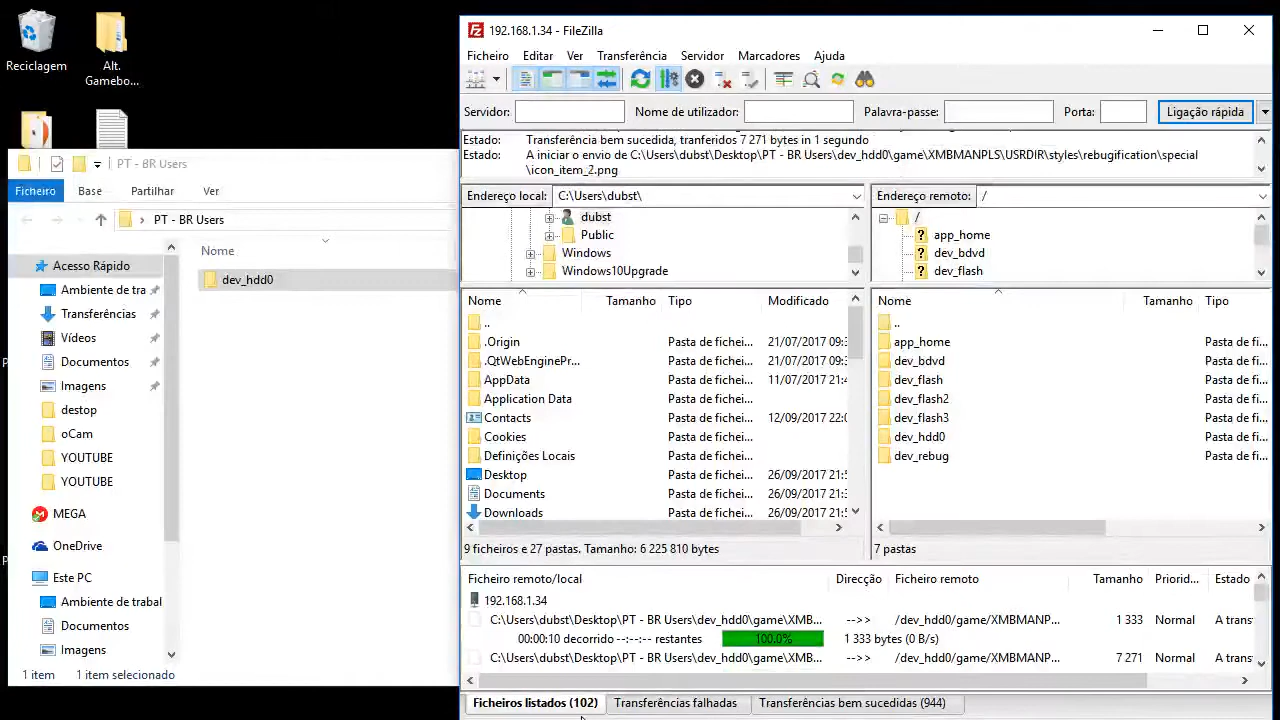 Reciclagem
Alt.
Gamebo...
PT - BR Users
Ficheiro Base Partilhar Ver
PT - BR Users
Nome
Acesso Rápido
dev_hdd0
Ambiente de tra
Transferências
Vídeos
Documentos
Imagens
destop
oCam
YOUTUBE
YOUTUBE
MEGA
OneDrive
Este PC
Ambiente de trabal
Documentos
Imagens
1 item 1 item selecionado
192.168.1.34 - FileZilla
Ficheiro Editar Ver Transferência Servidor Marcadores Ajuda
Servidor: Nome de utilizador: Palavra-passe: Porta: Ligação rápida
Estado: Transferência bem sucedida, tranferidos 7 271 bytes in 1 segundo
Estado: A iniciar o envio de C:\Users\dubst\Desktop\PT - BR Users\dev_hdd0\game\XMBMANPLS\USRDIR\styles\rebugification\special
\icon_item_2.png
Endereço local: C:\Users\dubst\
dubst
Public
Windows
Windows10Upgrade
Endereço remoto: /
/
app_home
dev_bdvd
dev_flash
Nome Tamanho Tipo Modificado
..
.Origin Pasta de fichei... 21/07/2017 09:3
.QtWebEnginePr... Pasta de fichei... 21/07/2017 09:3
AppData Pasta de fichei... 11/07/2017 21:4
Application Data Pasta de fichei...
Contacts Pasta de fichei... 12/09/2017 22:0
Cookies Pasta de fichei...
Definições Locais Pasta de fichei...
Desktop Pasta de fichei... 26/09/2017 21:5
Documents Pasta de fichei... 26/09/2017 21:3
Downloads Pasta de fichei... 26/09/2017 21:5
9 ficheiros e 27 pastas. Tamanho: 6 225 810 bytes
Nome Tamanho Tipo
..
app_home Pasta de fi...
dev_bdvd Pasta de fi...
dev_flash Pasta de fi...
dev_flash2 Pasta de fi...
dev_flash3 Pasta de fi...
dev_hdd0 Pasta de fi...
dev_rebug Pasta de fi...
7 pastas
Ficheiro remoto/local Direcção Ficheiro remoto Tamanho Priorid... Estado
192.168.1.34
C:\Users\dubst\Desktop\PT - BR Users\dev_hdd0\game\XMB... -->> /dev_hdd0/game/XMBMANP... 1 333 Normal A trans
00:00:10 decorrido --:--:-- restantes 100.0% 1 333 bytes (0 B/s)
C:\Users\dubst\Desktop\PT - BR Users\dev_hdd0\game\XMB... -->> /dev_hdd0/game/XMBMANP... 7 271 Normal A trans
Ficheiros listados (102) Transferências falhadas Transferências bem sucedidas (944)